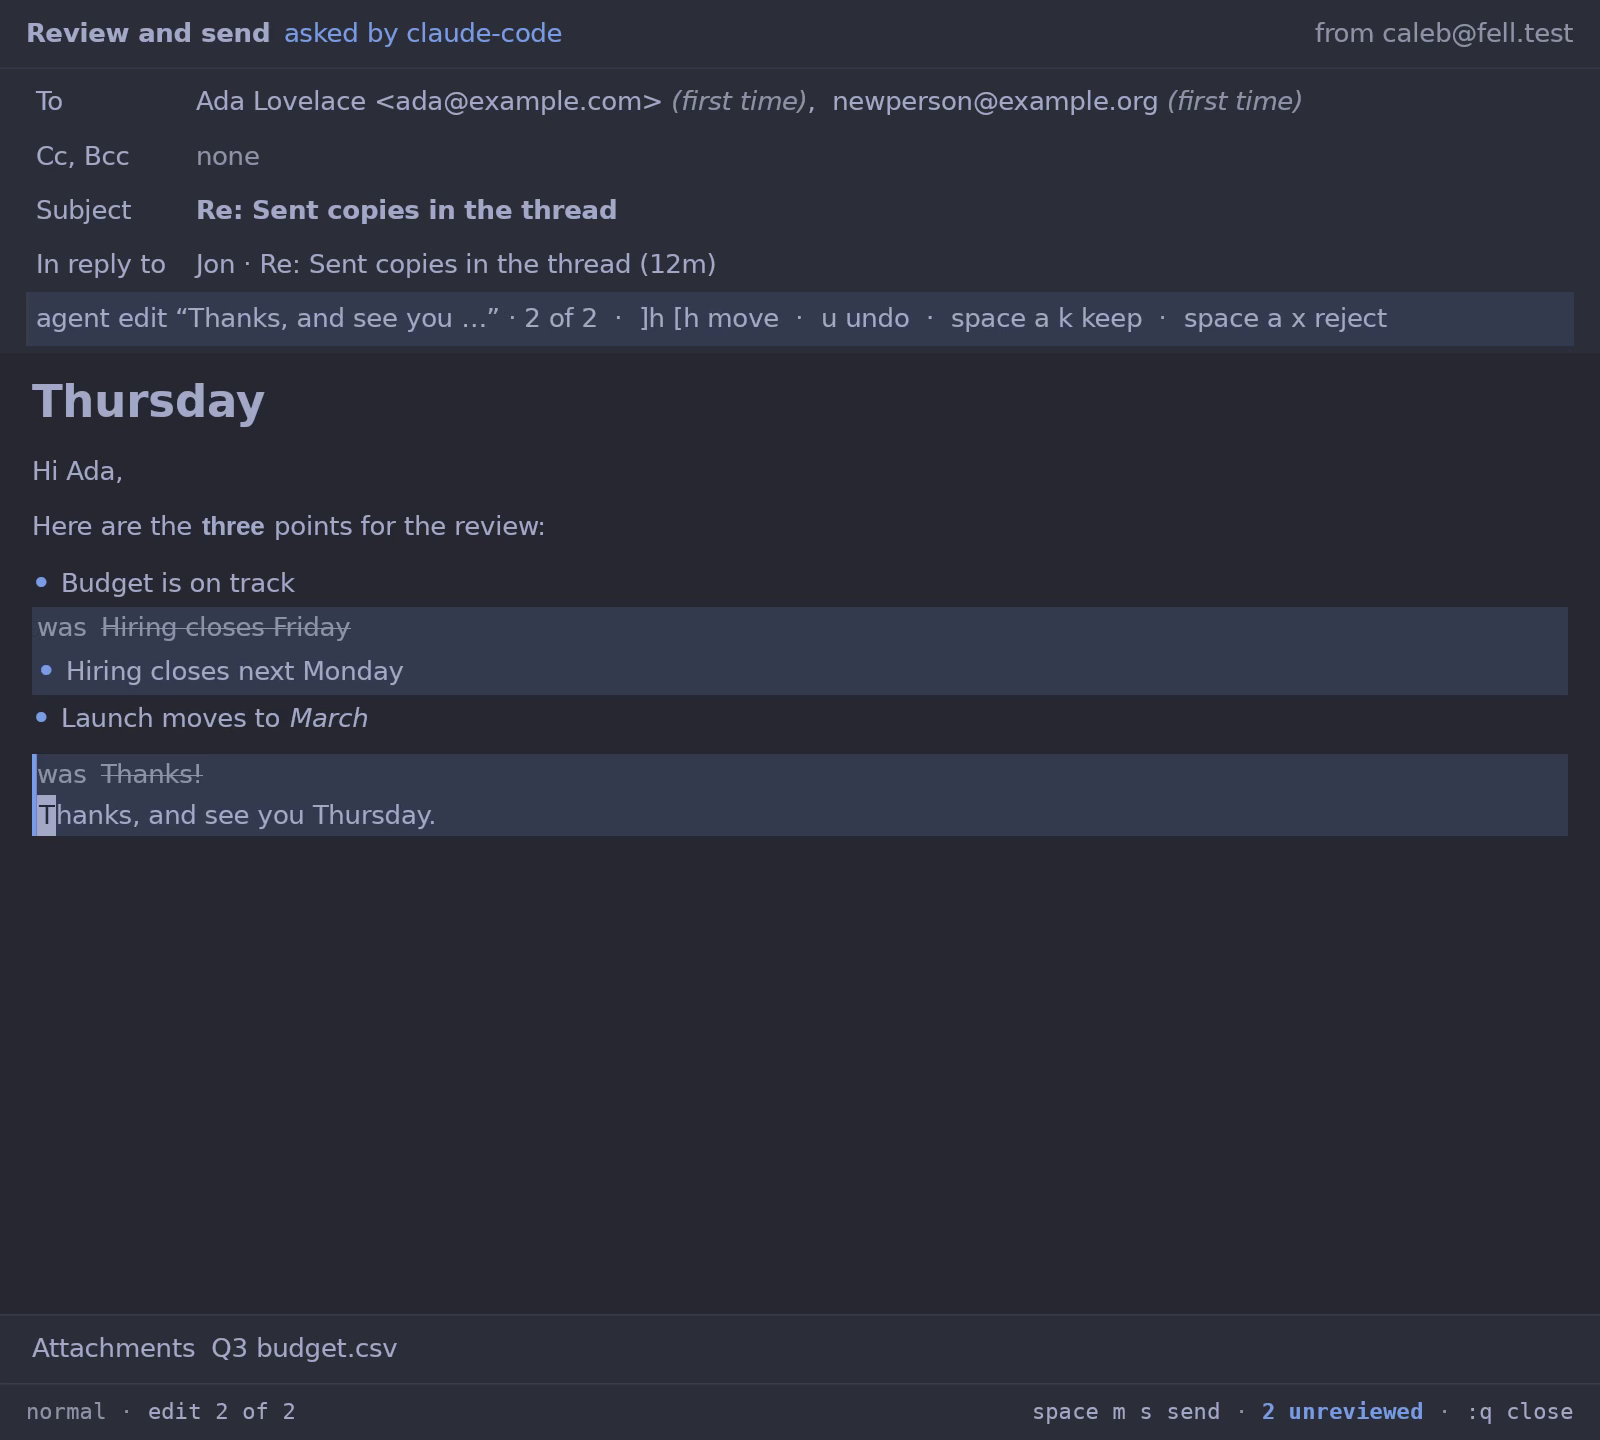 Review and send asked by claude-code from caleb@fell.test
To Ada Lovelace <ada@example.com> (first time), newperson@example.org (first time)
Cc, Bcc none
Subject Re: Sent copies in the thread
In reply to Jon · Re: Sent copies in the thread (12m)
agent edit “Thanks, and see you …” · 2 of 2 · ]h [h move · u undo · space a k keep · space a x reject
Thursday
Hi Ada,
Here are the three points for the review:
• Budget is on track
was Hiring closes Friday
• Hiring closes next Monday
• Launch moves to March
was Thanks!
Thanks, and see you Thursday.
Attachments Q3 budget.csv
normal · edit 2 of 2 space m s send · 2 unreviewed · :q close